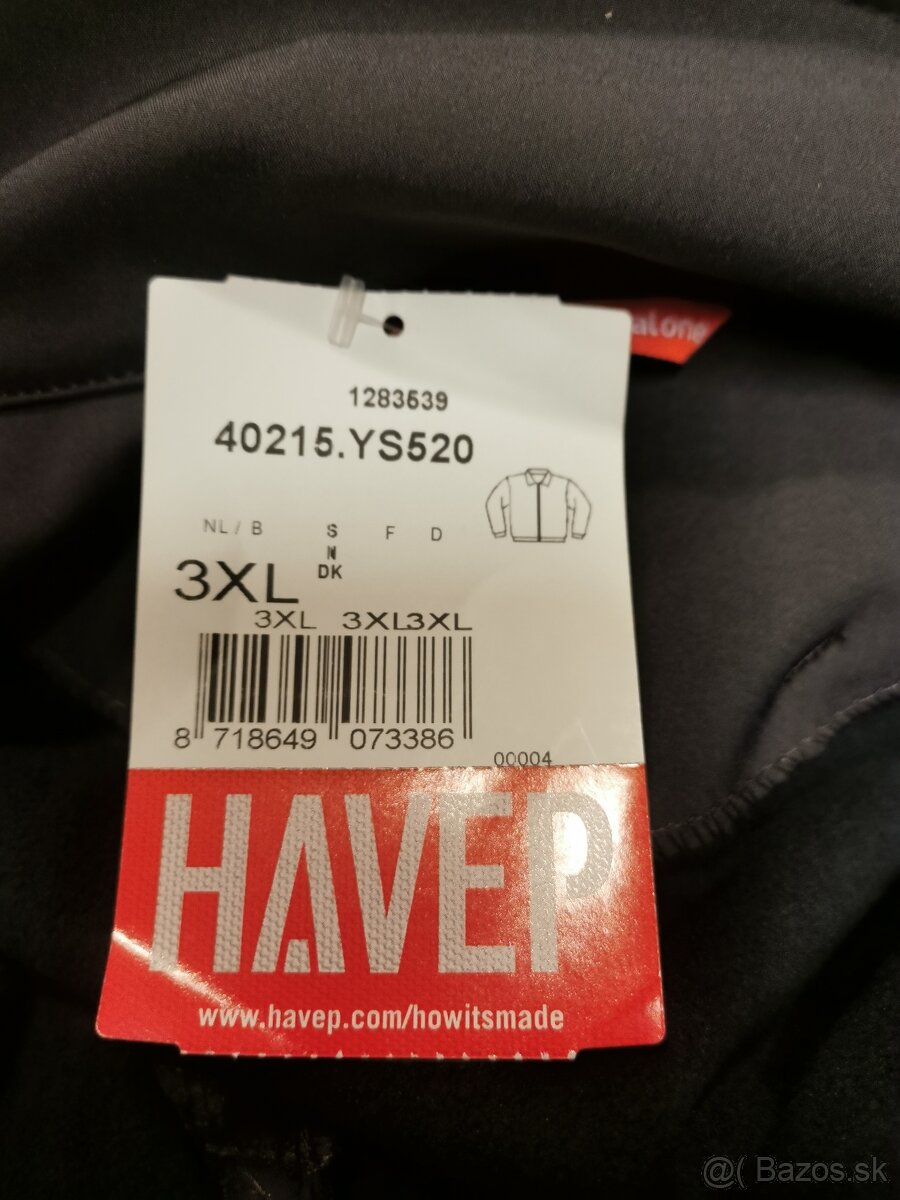 alone
1283539
40215.YS520
NL / B S F D
N
3XL DK
3XL 3XL3XL
8 718649 073386
00004
HAVEP
www.havep.com/howitsmade
@( Bazos.sk